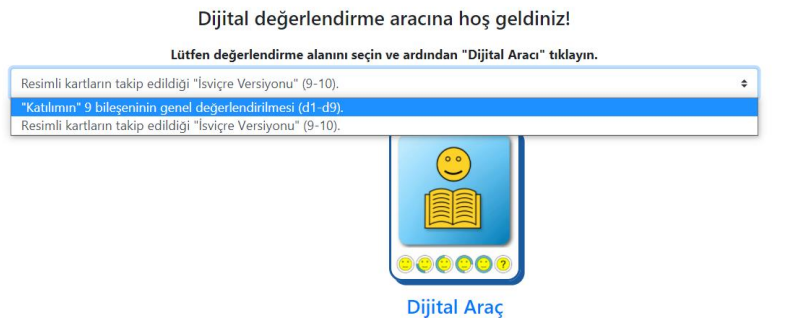 Dijital değerlendirme aracına hoş geldiniz!
Lütfen değerlendirme alanını seçin ve ardından "Dijital Aracı" tıklayın.
Resimli kartların takip edildiği "İsviçre Versiyonu" (9-10).
"Katılımın" 9 bileşeninin genel değerlendirilmesi (d1-d9).
Resimli kartların takip edildiği "İsviçre Versiyonu" (9-10).
?
Dijital Araç